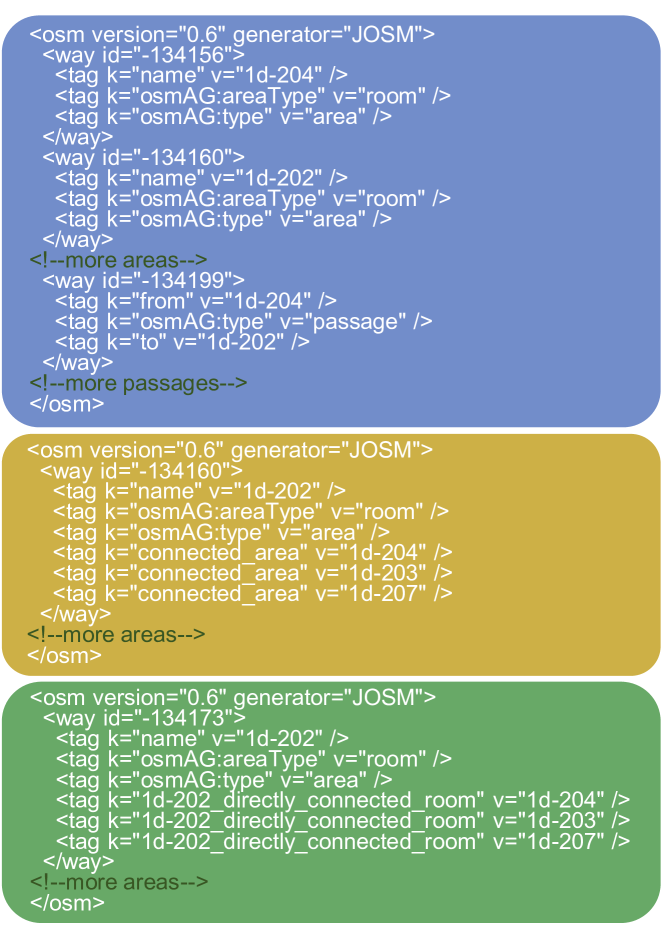 <osm version="0.6" generator="JOSM">
<way id="-134156">
<tag k="name" v="1d-204" />
<tag k="osmAG:areaType" v="room" />
<tag k="osmAG:type" v="area" />
</way>
<way id="-134160">
<tag k="name" v="1d-202" />
<tag k="osmAG:areaType" v="room" />
<tag k="osmAG:type" v="area" />
</way>
<!--more areas-->
<way id="-134199">
<tag k="from" v="1d-204" />
<tag k="osmAG:type" v="passage" />
<tag k="to" v="1d-202" />
</way>
<!--more passages-->
</osm>
<osm version="0.6" generator="JOSM">
<way id="-134160">
<tag k="name" v="1d-202" />
<tag k="osmAG:areaType" v="room" />
<tag k="osmAG:type" v="area" />
<tag k="connected_area" v="1d-204" />
<tag k="connected_area" v="1d-203" />
<tag k="connected_area" v="1d-207" />
</way>
<!--more areas-->
</osm>
<osm version="0.6" generator="JOSM">
<way id="-134173">
<tag k="name" v="1d-202" />
<tag k="osmAG:areaType" v="room" />
<tag k="osmAG:type" v="area" />
<tag k="1d-202_directly_connected_room" v="1d-204" />
<tag k="1d-202_directly_connected_room" v="1d-203" />
<tag k="1d-202_directly_connected_room" v="1d-207" />
</way>
<!--more areas-->
</osm>